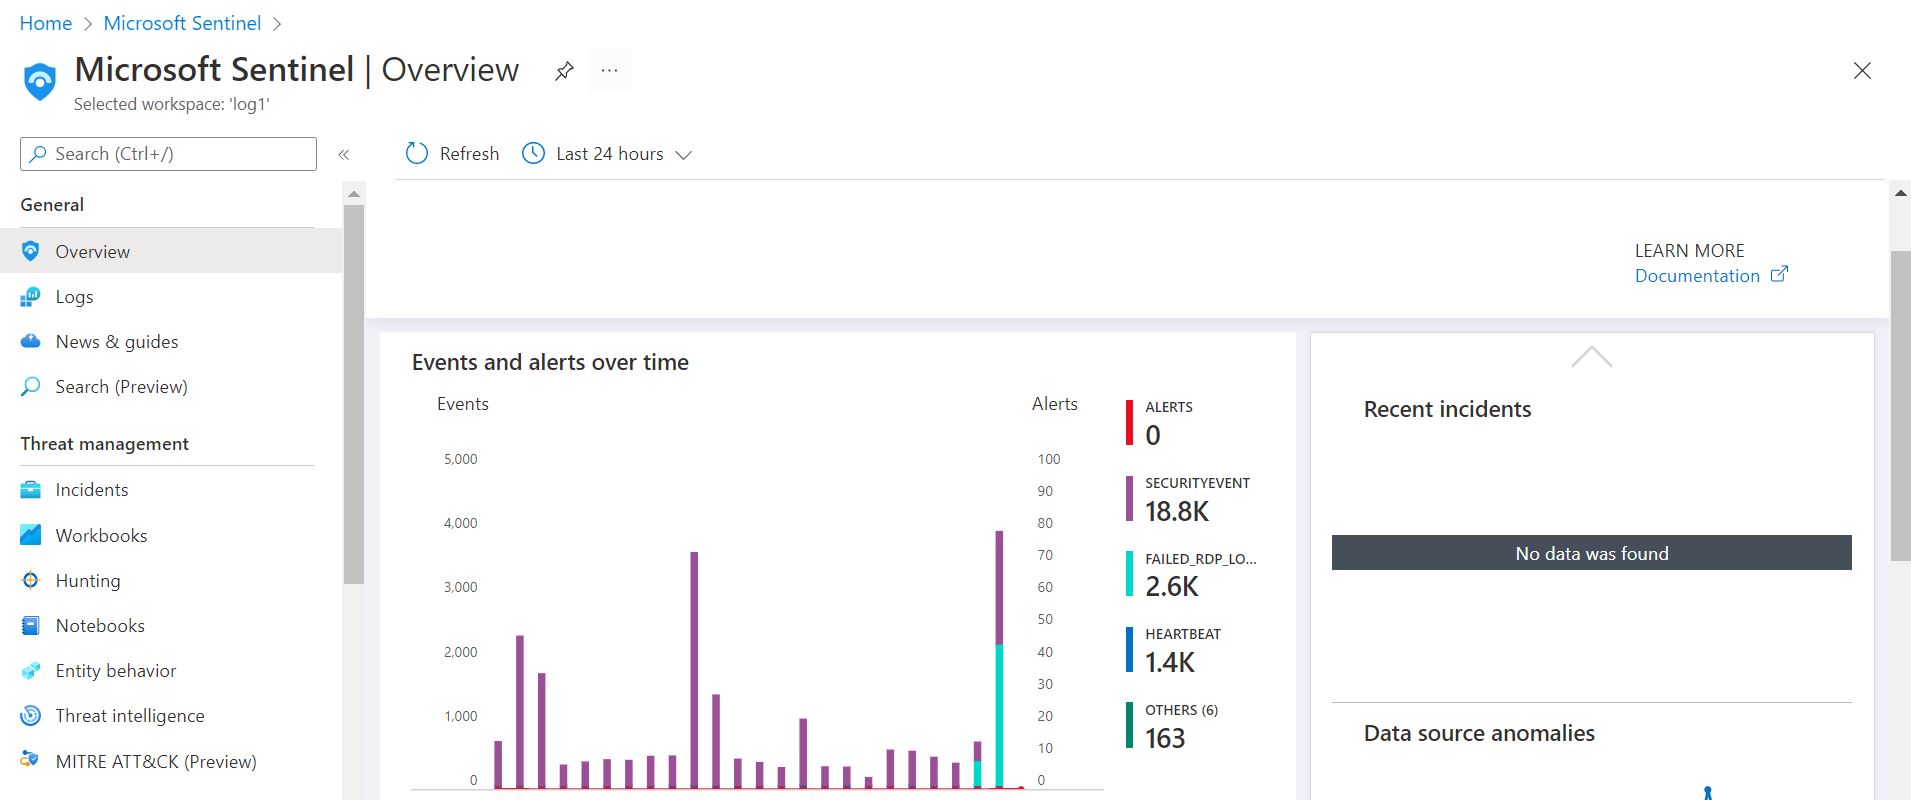 Home > Microsoft Sentinel >
Microsoft Sentinel | Overview
Selected workspace: 'log1'
Search (Ctrl+/)
«
Refresh
Last 24 hours
General
Overview
Logs
News & guides
Search (Preview)
Threat management
Incidents
Workbooks
Hunting
Notebooks
Entity behavior
Threat intelligence
MITRE ATT&CK (Preview)
LEARN MORE
Documentation
Events and alerts over time
Events
Alerts
5,000
4,000
3,000
2,000
1,000
0
100
90
80
70
60
50
40
30
20
10
0
ALERTS
0
SECURITYEVENT
18.8K
FAILED_RDP_LO...
2.6K
HEARTBEAT
1.4K
OTHERS (6)
163
Recent incidents
No data was found
Data source anomalies